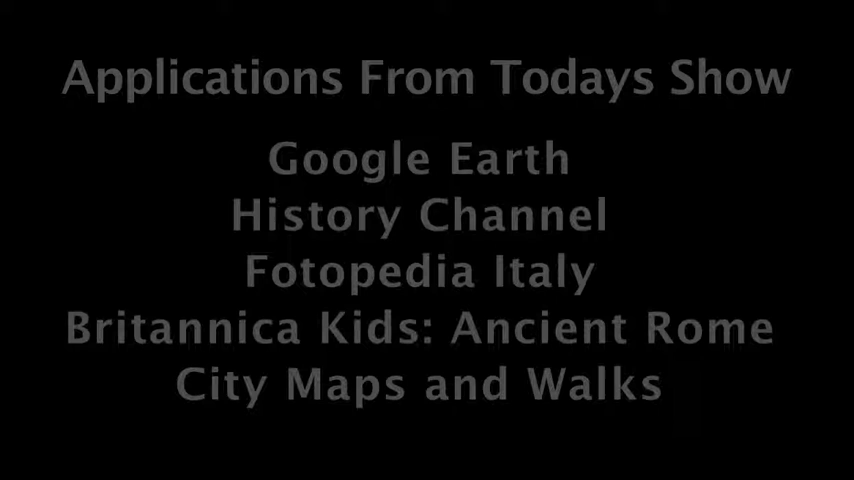 Applications From Todays Show
Google Earth
History Channel
Fotopedia Italy
Britannica Kids: Ancient Rome
City Maps and Walks